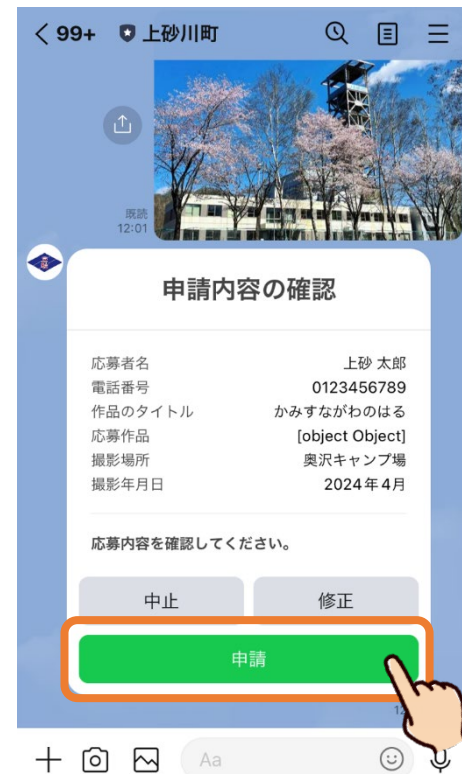 99+ 上砂川町
既読
12:01
申請内容の確認
応募者名 上砂 太郎
電話番号 0123456789
作品のタイトル かみすながわのはる
応募作品 [object Object]
撮影場所 奥沢キャンプ場
撮影年月日 2024年4月
応募内容を確認してください。
中止 修正
申請
Aa